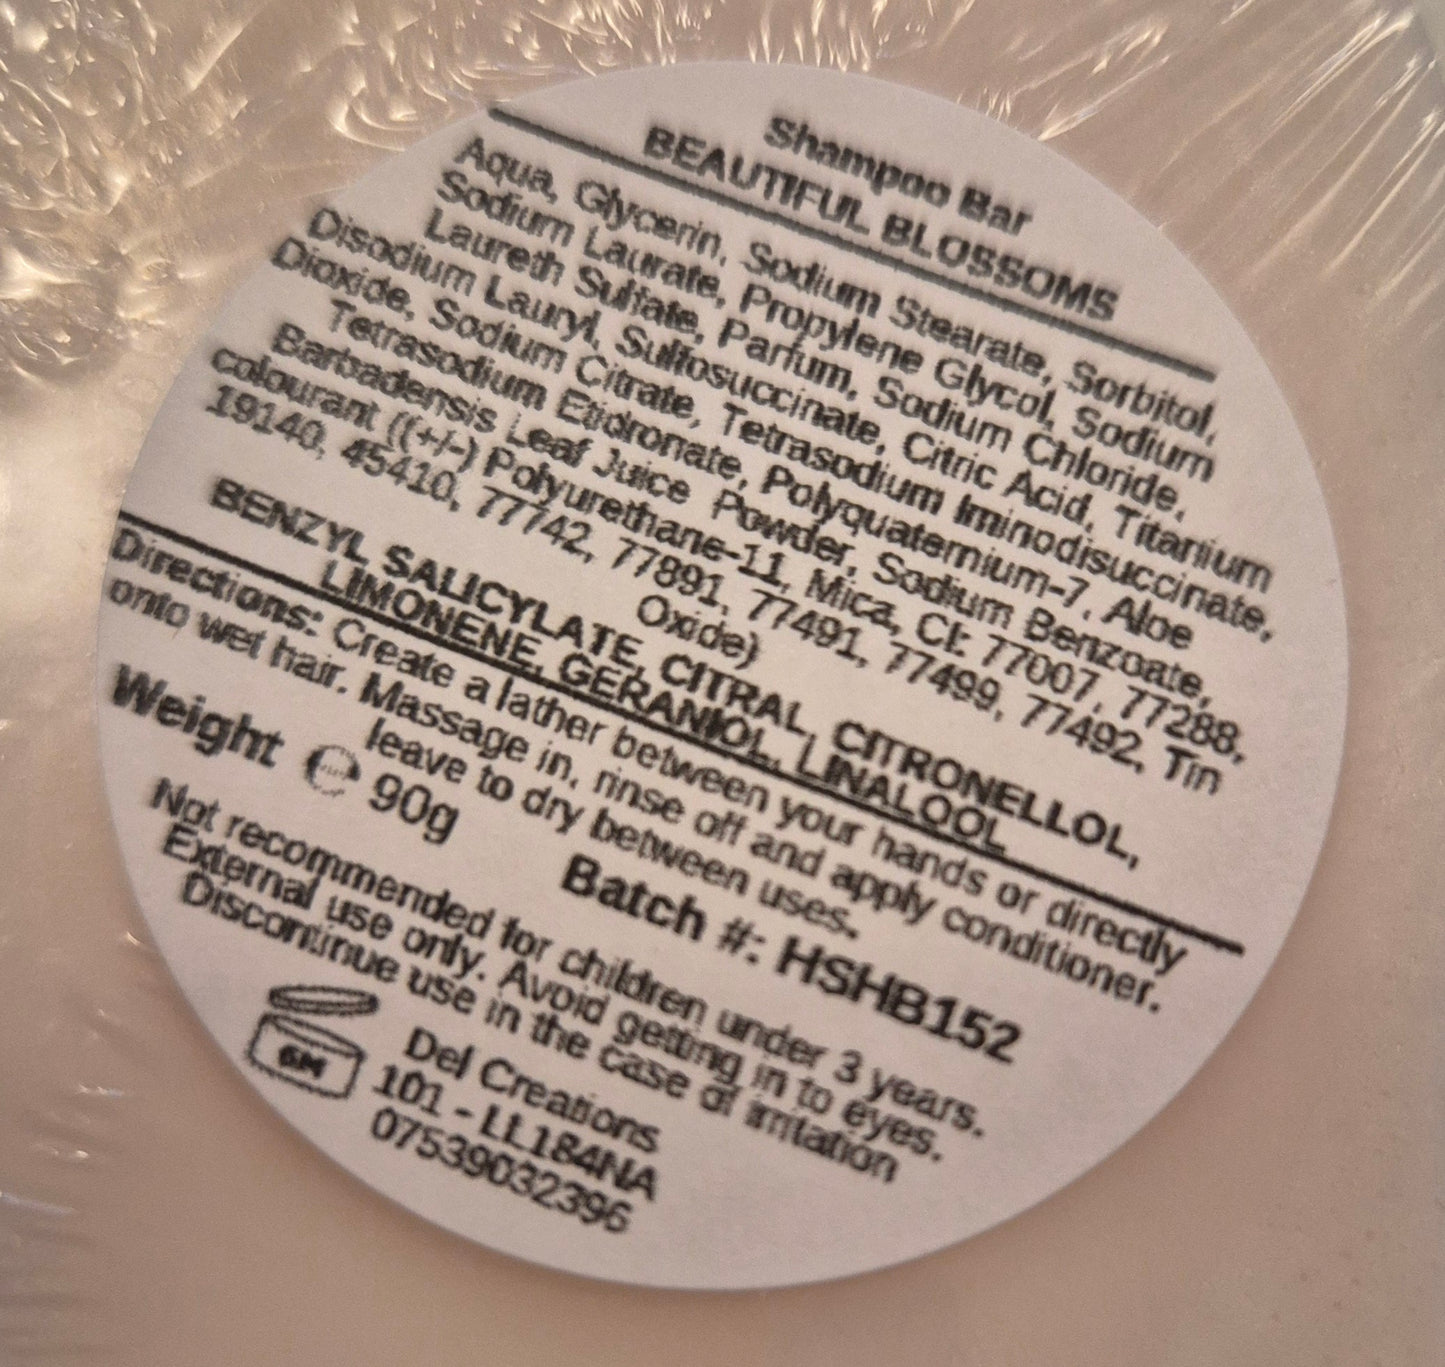 Shampoo Bar
BEAUTIFUL BLOSSOMS
Aqua, Glycerin, Sodium Stearate, Sorbitol,
Sodium Laurate, Propylene Glycol, Sodium
Laureth Sulfate, Parfum, Sodium Chloride,
Disodium Lauryl, Sulfosuccinate, Citric Acid, Titanium
Dioxide, Sodium Citrate, Tetrasodium Iminodisuccinate,
Tetrasodium Etidronate, Polyquaternium-7, Aloe
Barbadensis Leaf Juice Powder, Sodium Benzoate,
colourant ((+/-) Polyurethane-11, Mica, CI: 77007, 77288,
19140, 45410, 77742, 77891, 77491, 77499, 77492, Tin
Oxide)
BENZYL SALICYLATE, CITRAL, CITRONELLOL,
LIMONENE, GERANIOL, LINALOOL
Directions: Create a lather between your hands or directly
onto wet hair. Massage in, rinse off and apply conditioner.
leave to dry between uses.
Weight ℮ 90g
Batch #: HSHB152
Not recommended for children under 3 years.
External use only. Avoid getting in to eyes.
Discontinue use in the case of irritation
6M
Del Creations
101 - LL184NA
07539032396